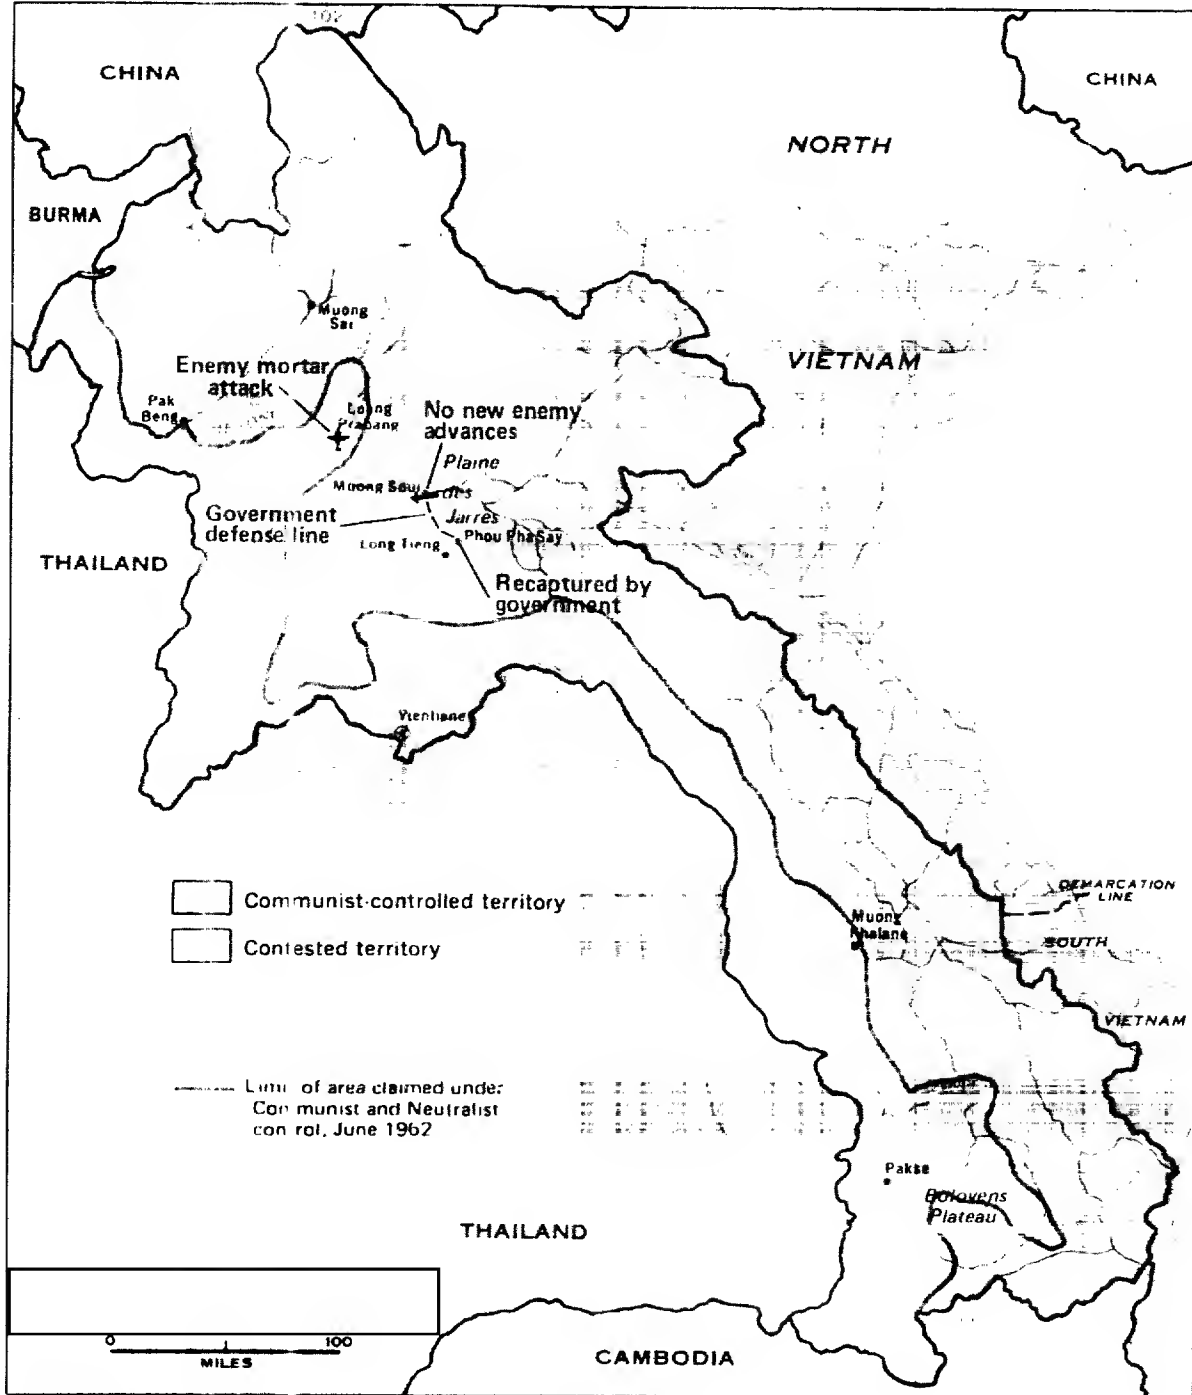 102
CHINA
CHINA
NORTH
BURMA
Muong
Sai
VIETNAM
Enemy mortar
attack
Pak
Beng
Luang
Prabang
No new enemy
advances
Plaine
Muong Soui
des
Jarres
Government
defense line
Phou Pha Say
Long Tieng
THAILAND
Recaptured by
government
Vientiane
Communist-controlled territory
Contested territory
DEMARCATION
LINE
Muong
Phalane
SOUTH
VIETNAM
Limit of area claimed under
Communist and Neutralist
control, June 1962
Pakse
Bolovens
Plateau
THAILAND
0 100
MILES
CAMBODIA